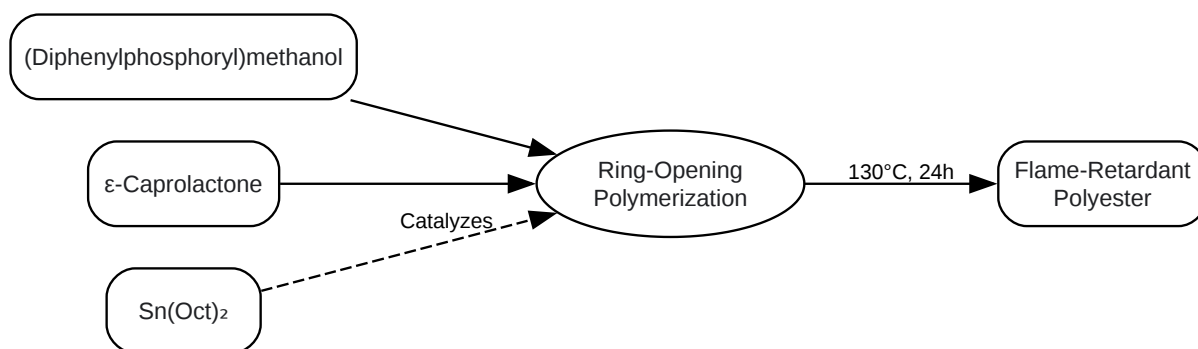 (Diphenylphosphoryl)methanol
ε-Caprolactone
Catalyzes
Sn(Oct)₂
Ring-Opening
Polymerization
130°C, 24h
Flame-Retardant
Polyester